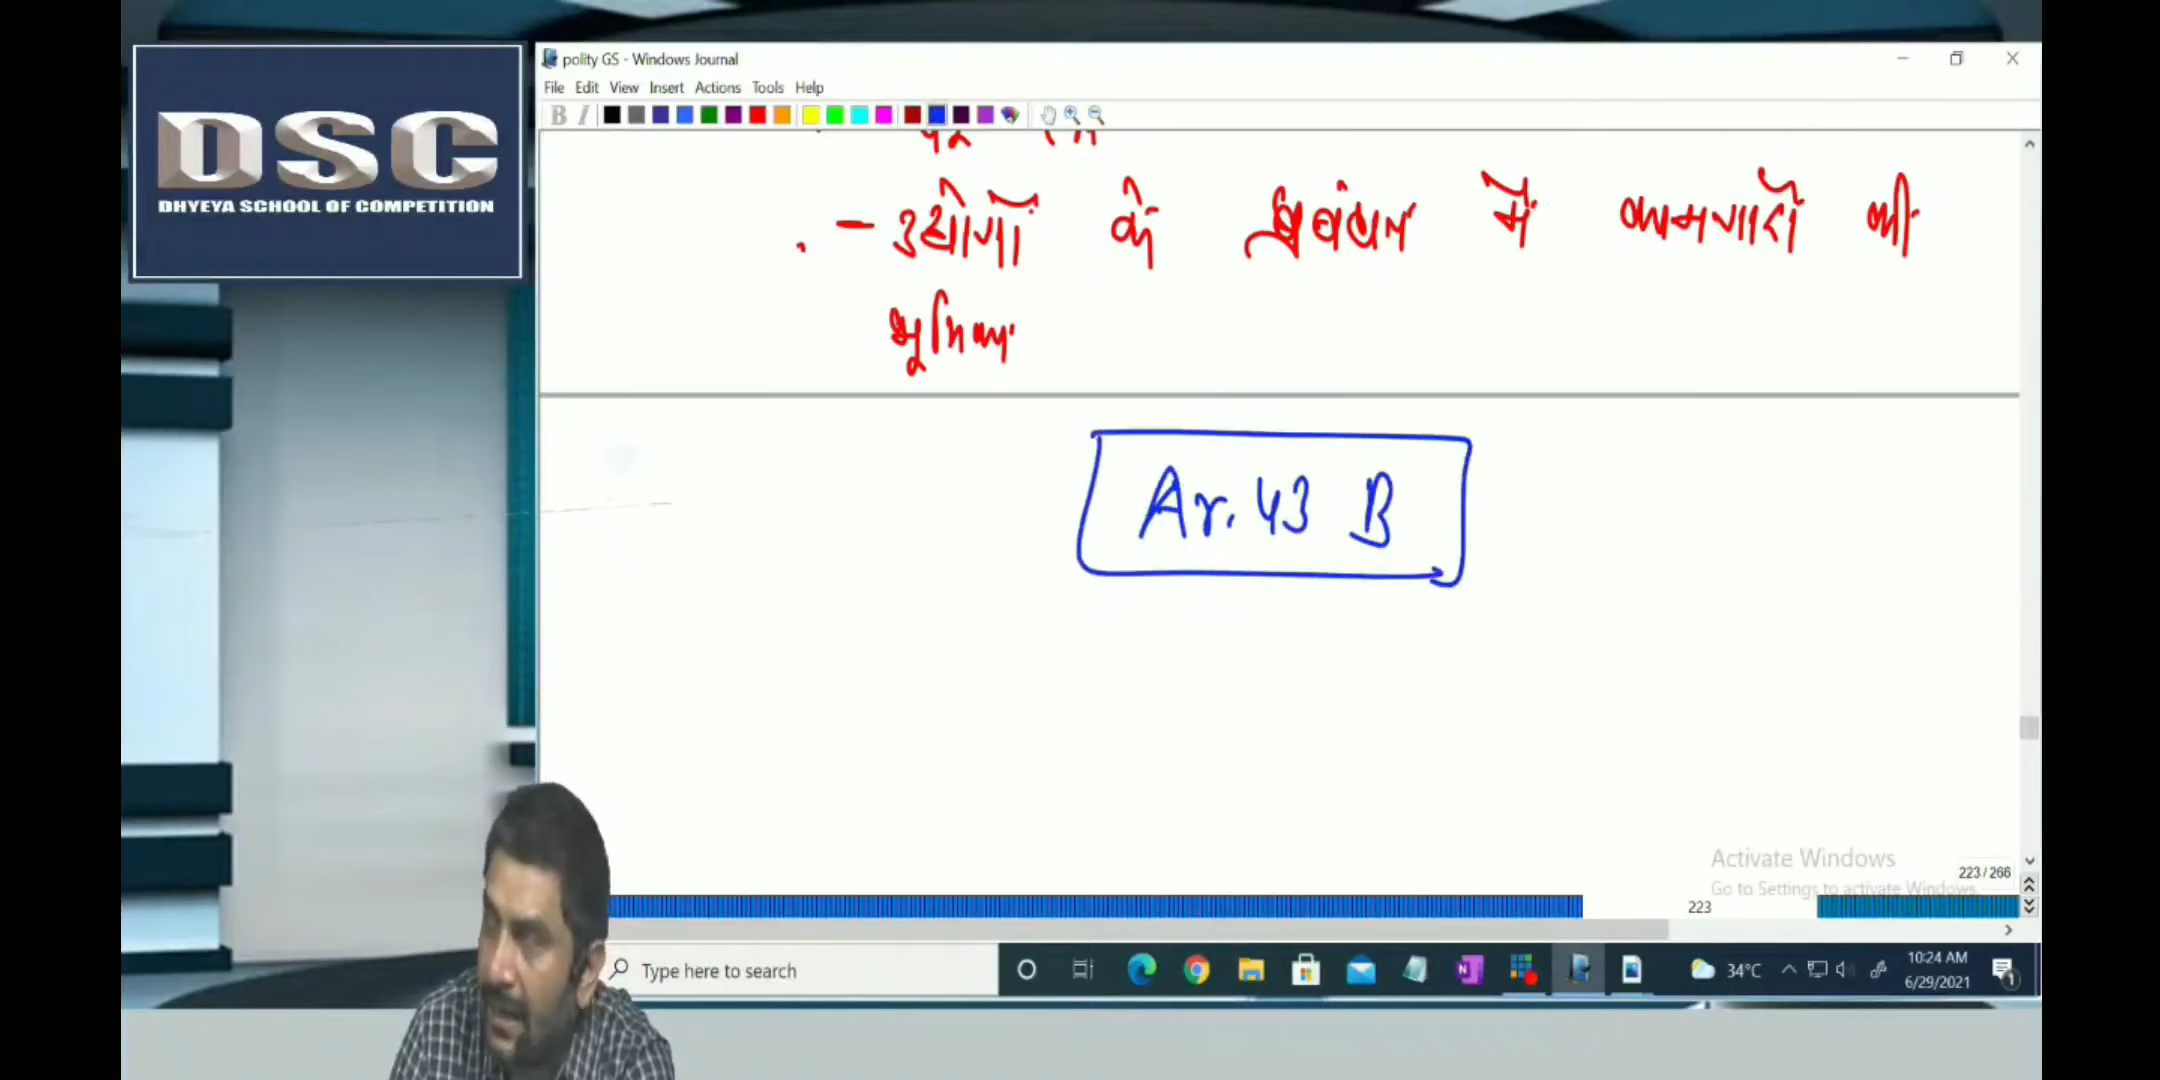 DSC
DHYEYA SCHOOL OF COMPETITION
polity GS - Windows Journal
File Edit View Insert Actions Tools Help
B I
- उद्योगों के प्रबंधन में कामगारों की
भूमिका
Ar. 43 B
Activate Windows
Go to Settings to activate Windows.
223 / 266
223
Type here to search
34°C
10:24 AM
6/29/2021
1